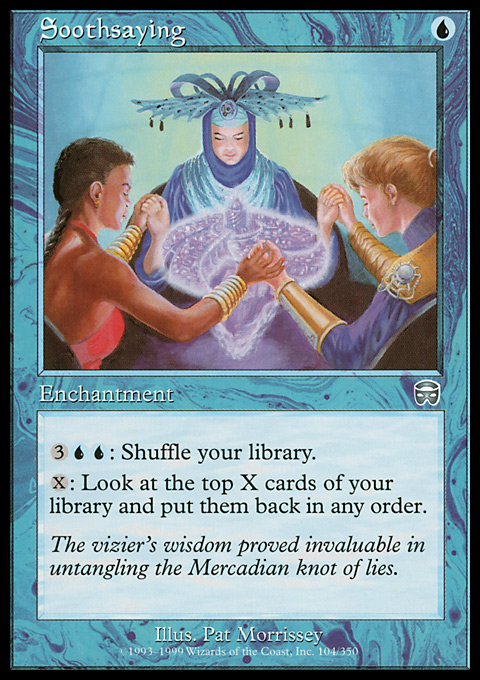 Soothsaying
Enchantment
3: Shuffle your library.
X: Look at the top X cards of your
library and put them back in any order.
The vizier's wisdom proved invaluable in
untangling the Mercadian knot of lies.
Illus. Pat Morrissey
©1993–1999 Wizards of the Coast, Inc. 104/350